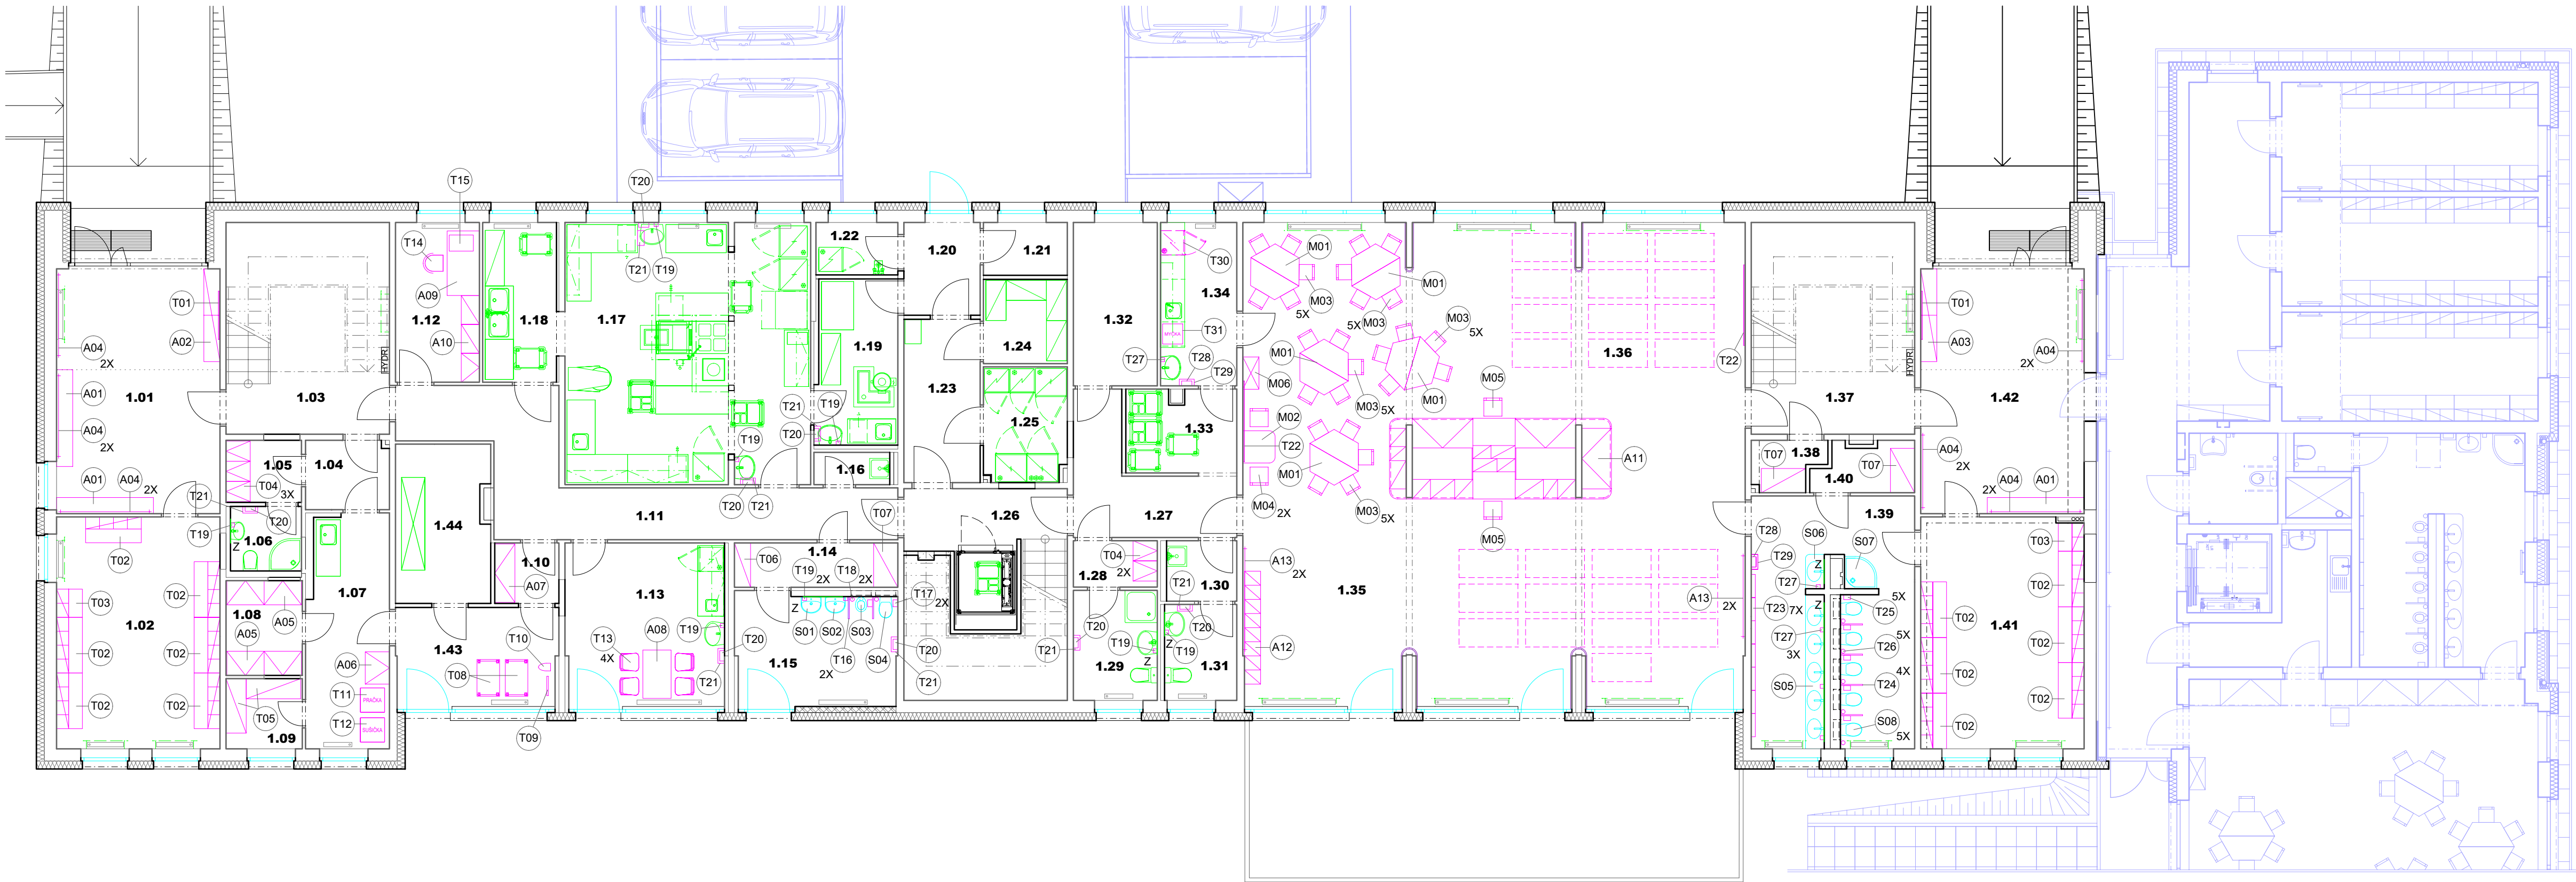 T15
T20
T14
T21
T19
1.22
1.20
1.21
T30
M01
M01
A09
1.12
A10
1.18
1.17
1.34
M03
5X
5X
M03
M03
5X
T01
A02
A04
2X
MYČKA
T31
T27
T28
T29
M01
M06
M03
5X
M01
1.36
T22
HYDR.
HYDR.
T01
A03
A04
2X
1.19
1.24
1.32
1.01
A01
A04
2X
1.03
1.23
T21
T19
T20
T19
1.25
1.33
M02
T22
M05
M01
M04
2X
M03
5X
M05
A11
1.37
1.42
A01
A04
2X
1.05
T04
3X
1.04
1.16
T20
T21
1.38
T07
T07
1.40
A04
2X
A04
2X
A01
T21
T20
T19
Z
1.06
T02
1.44
1.11
T07
1.26
1.27
1.39
1.10
A07
T06
1.14
T19
2X
T18
2X
T17
2X
T04
2X
1.28
T21
1.30
A13
2X
T28
T29
S06
Z
S07
T27
T03
T02
T03
T02
1.07
1.08
A05
A05
1.13
Z
S01
S02
S03
T16
2X
S04
T20
T21
T20
T21
T19
Z
1.29
T20
T19
Z
1.31
1.35
A12
A13
2X
T23
7X
T27
3X
Z
T25
5X
T26
5X
T24
4X
S05
S08
5X
T02
T02
T02
1.41
T02
T02
1.02
T02
T02
T02
T02
T05
1.09
A06
T11
PRAČKA
T12
SUŠIČKA
1.43
T08
T10
T09
T13
4X
A08
T19
T21
T20
1.15